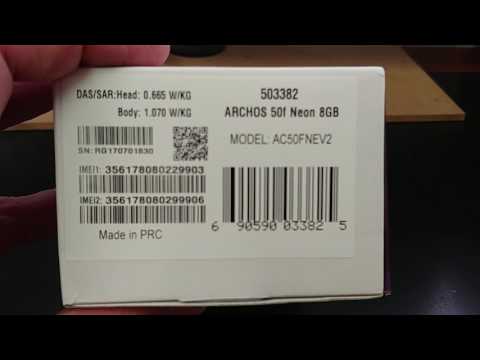 DAS/SAR:Head: 0.665 W/KG
Body: 1.070 W/KG
SN: RG170701830
IMEI1: 356178080229903
IMEI2: 356178080299906
Made in PRC
503382
ARCHOS 50f Neon 8GB
MODEL: AC50FNEV2
6 90590 03382 5